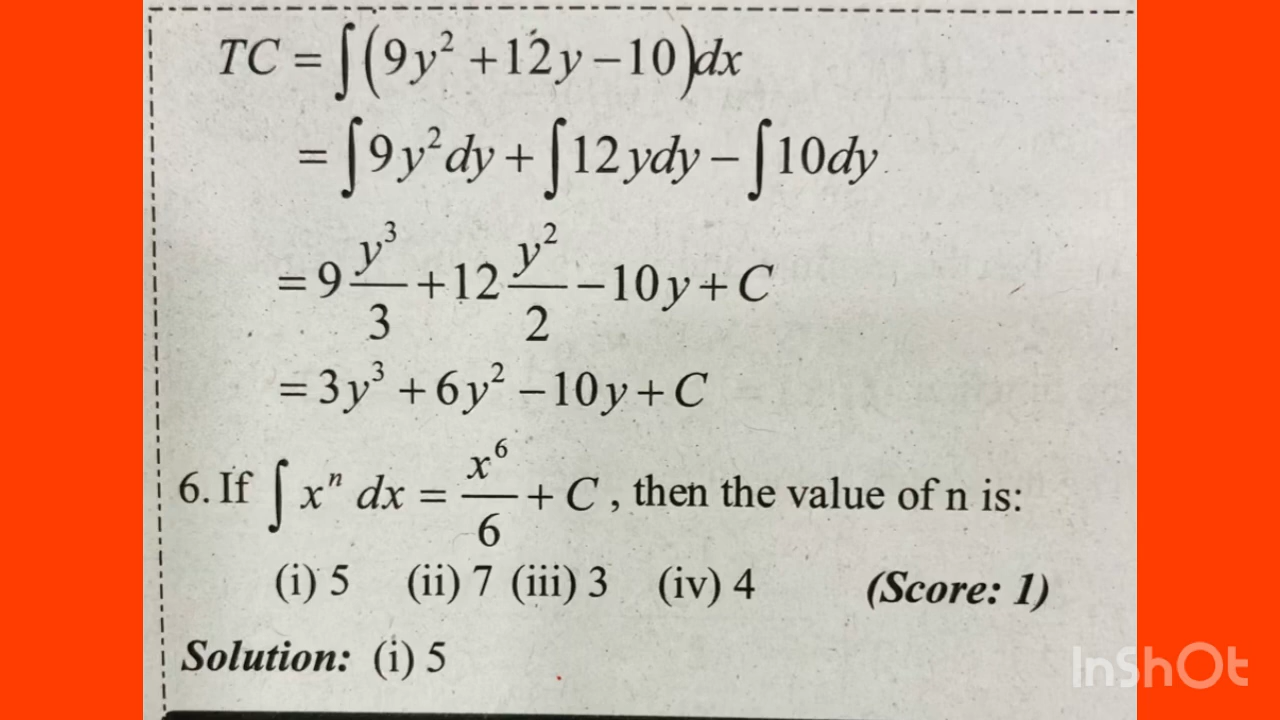 TC = ∫(9y² + 12y − 10)dx
= ∫9y²dy + ∫12ydy − ∫10dy
= 9 y³/3 + 12 y²/2 − 10y + C
= 3y³ + 6y² − 10y + C
6. If ∫ xⁿ dx = x⁶/6 + C , then the value of n is:
(i) 5 (ii) 7 (iii) 3 (iv) 4 (Score: 1)
Solution: (i) 5
InShOt